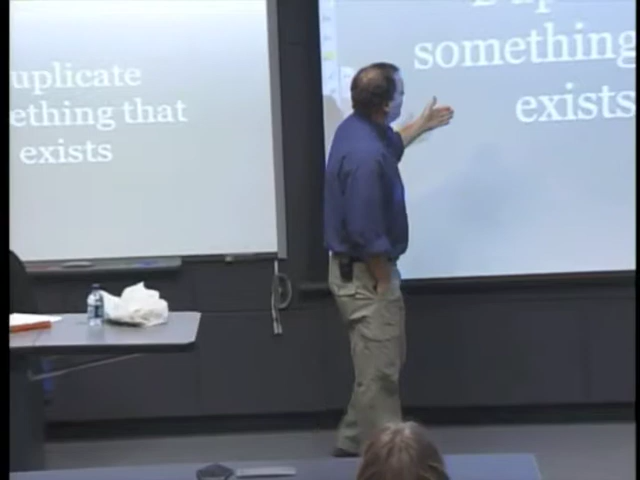 uplicate
ething that
exists
something
exists